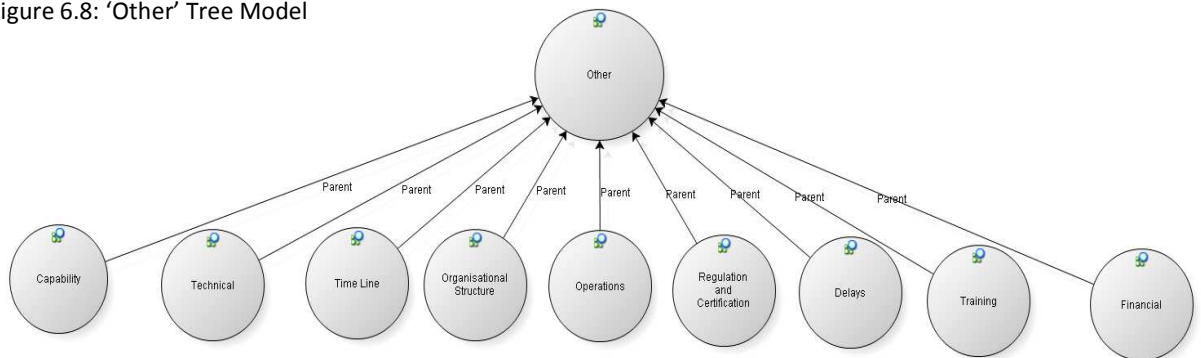 igure 6.8: ‘Other’ Tree Model
Other
Parent
Parent
Parent
Parent
Parent
Parent
Parent
Parent
Parent
Capability
Technical
Time Line
Organisational
Structure
Operations
Regulation
and
Certification
Delays
Training
Financial